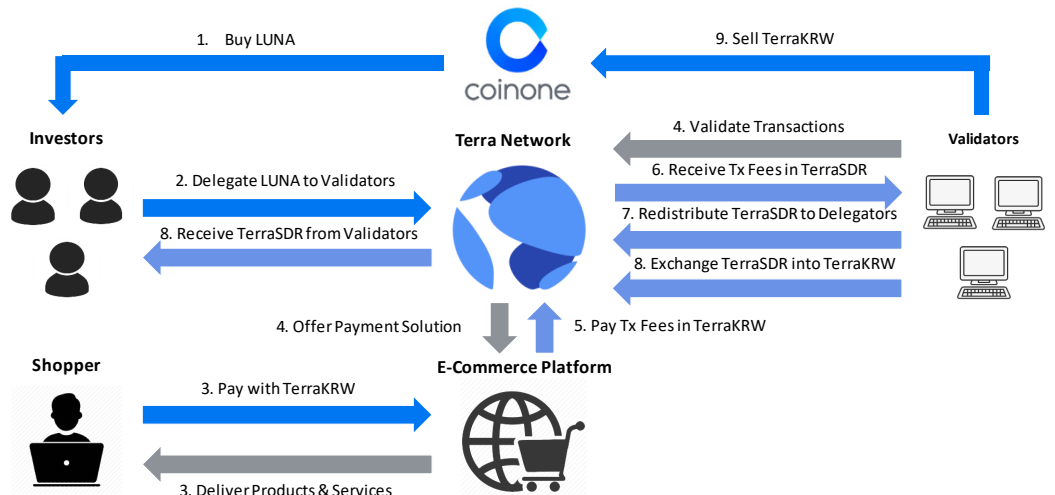 1. Buy LUNA
9. Sell TerraKRW
coinone
Investors
Terra Network
4. Validate Transactions
Validators
2. Delegate LUNA to Validators
6. Receive Tx Fees in TerraSDR
7. Redistribute TerraSDR to Delegators
8. Receive TerraSDR from Validators
8. Exchange TerraSDR into TerraKRW
4. Offer Payment Solution
5. Pay Tx Fees in TerraKRW
Shopper
E-Commerce Platform
3. Pay with TerraKRW
3. Deliver Products & Services